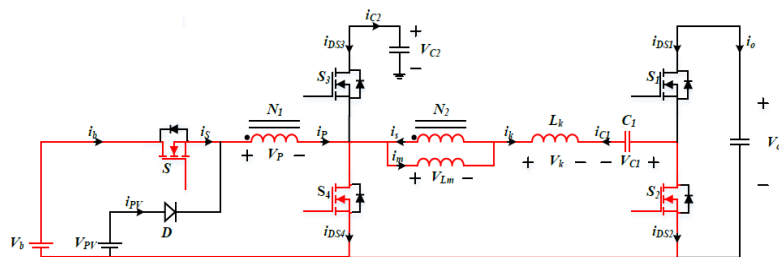 i_C2
i_DS3 + V_C2 − i_DS1 i_o
S_3 S_1
N_1 N_2 L_k C_1 +
i_b i_S i_P i_s i_k i_C1
+ V_P − i_m + V_k − − V_C1 +
S + V_Lm −
S_4 S_2 −
i_PV
V_b V_PV D i_DS4 i_DS2